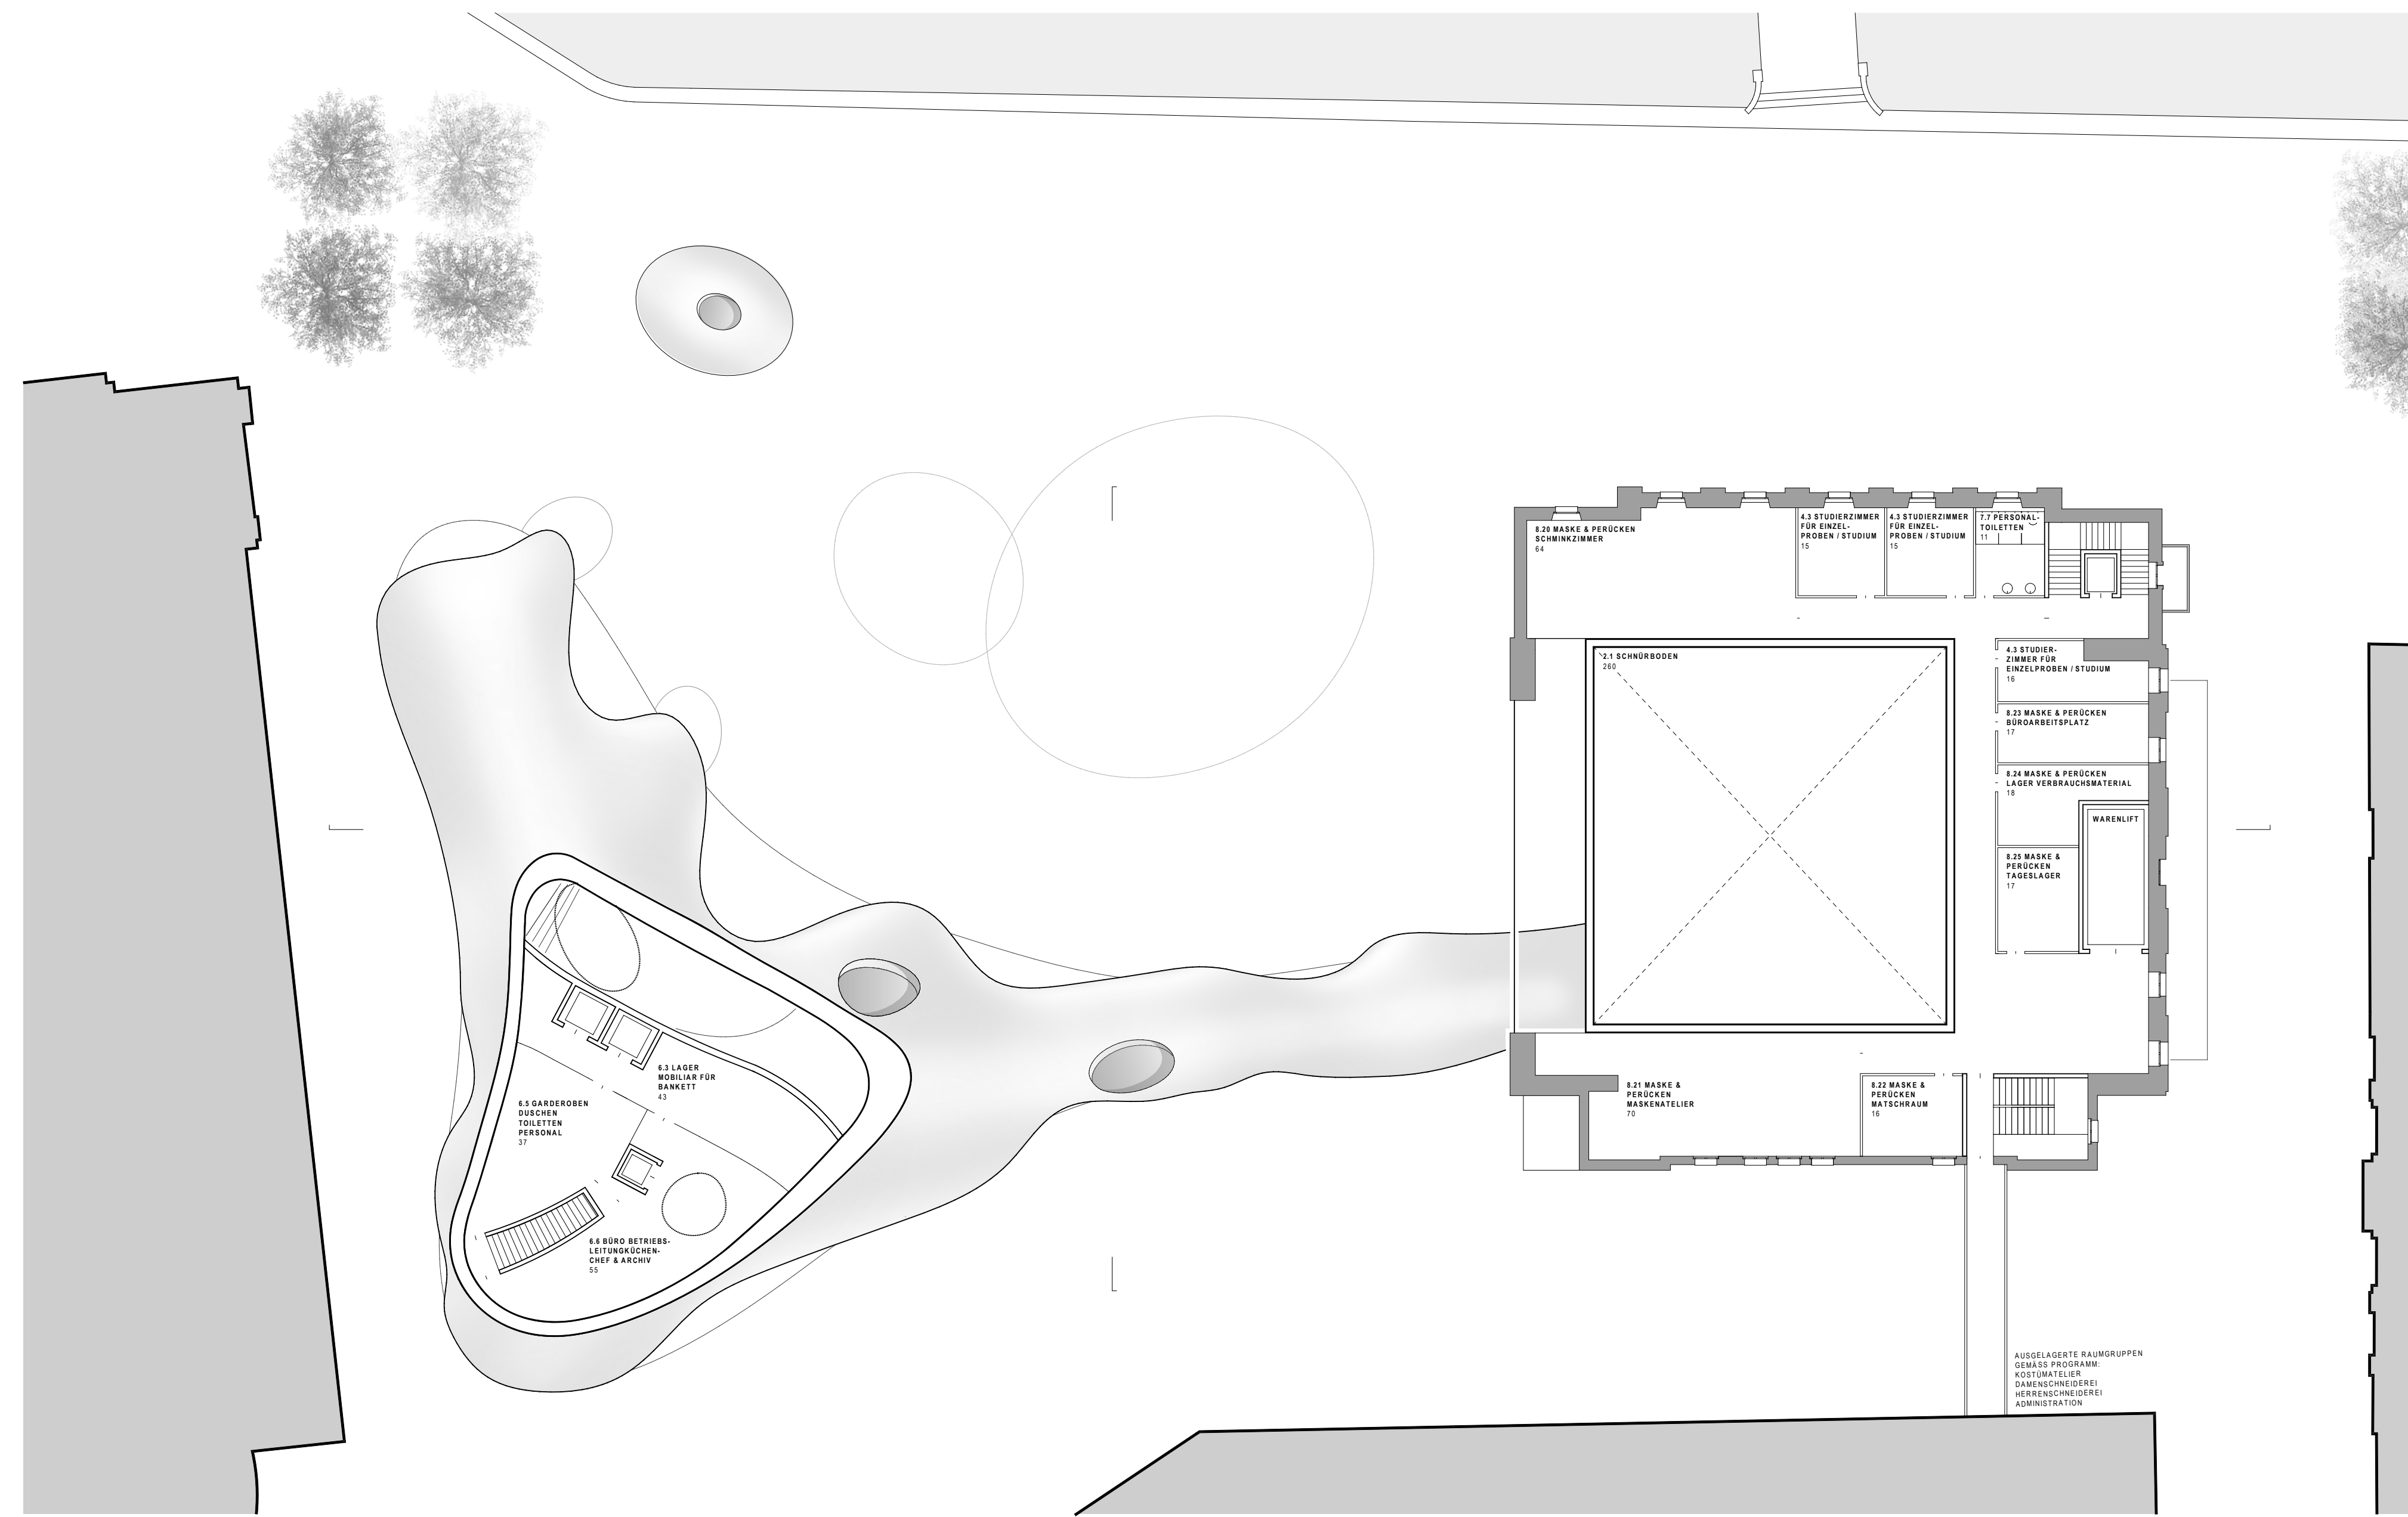 8.20 MASKE & PERÜCKEN
SCHMINKZIMMER
64
4.3 STUDIERZIMMER
FÜR EINZEL-
PROBEN / STUDIUM
15
4.3 STUDIERZIMMER
FÜR EINZEL-
PROBEN / STUDIUM
15
7.7 PERSONAL-
TOILETTEN
11
2.1 SCHNÜRBODEN
260
4.3 STUDIER-
ZIMMER FÜR
EINZELPROBEN / STUDIUM
16
8.23 MASKE & PERÜCKEN
BÜROARBEITSPLATZ
17
8.24 MASKE & PERÜCKEN
LAGER VERBRAUCHSMATERIAL
18
WARENLIFT
8.25 MASKE &
PERÜCKEN
TAGESLAGER
17
6.3 LAGER
MOBILIAR FÜR
BANKETT
43
6.5 GARDEROBEN
DUSCHEN
TOILETTEN
PERSONAL
37
8.21 MASKE &
PERÜCKEN
MASKENATELIER
70
8.22 MASKE &
PERÜCKEN
MATSCHRAUM
16
6.6 BÜRO BETRIEBS-
LEITUNGKÜCHEN-
CHEF & ARCHIV
55
AUSGELAGERTE RAUMGRUPPEN
GEMÄSS PROGRAMM:
KOSTÜMATELIER
DAMENSCHNEIDEREI
HERRENSCHNEIDEREI
ADMINISTRATION